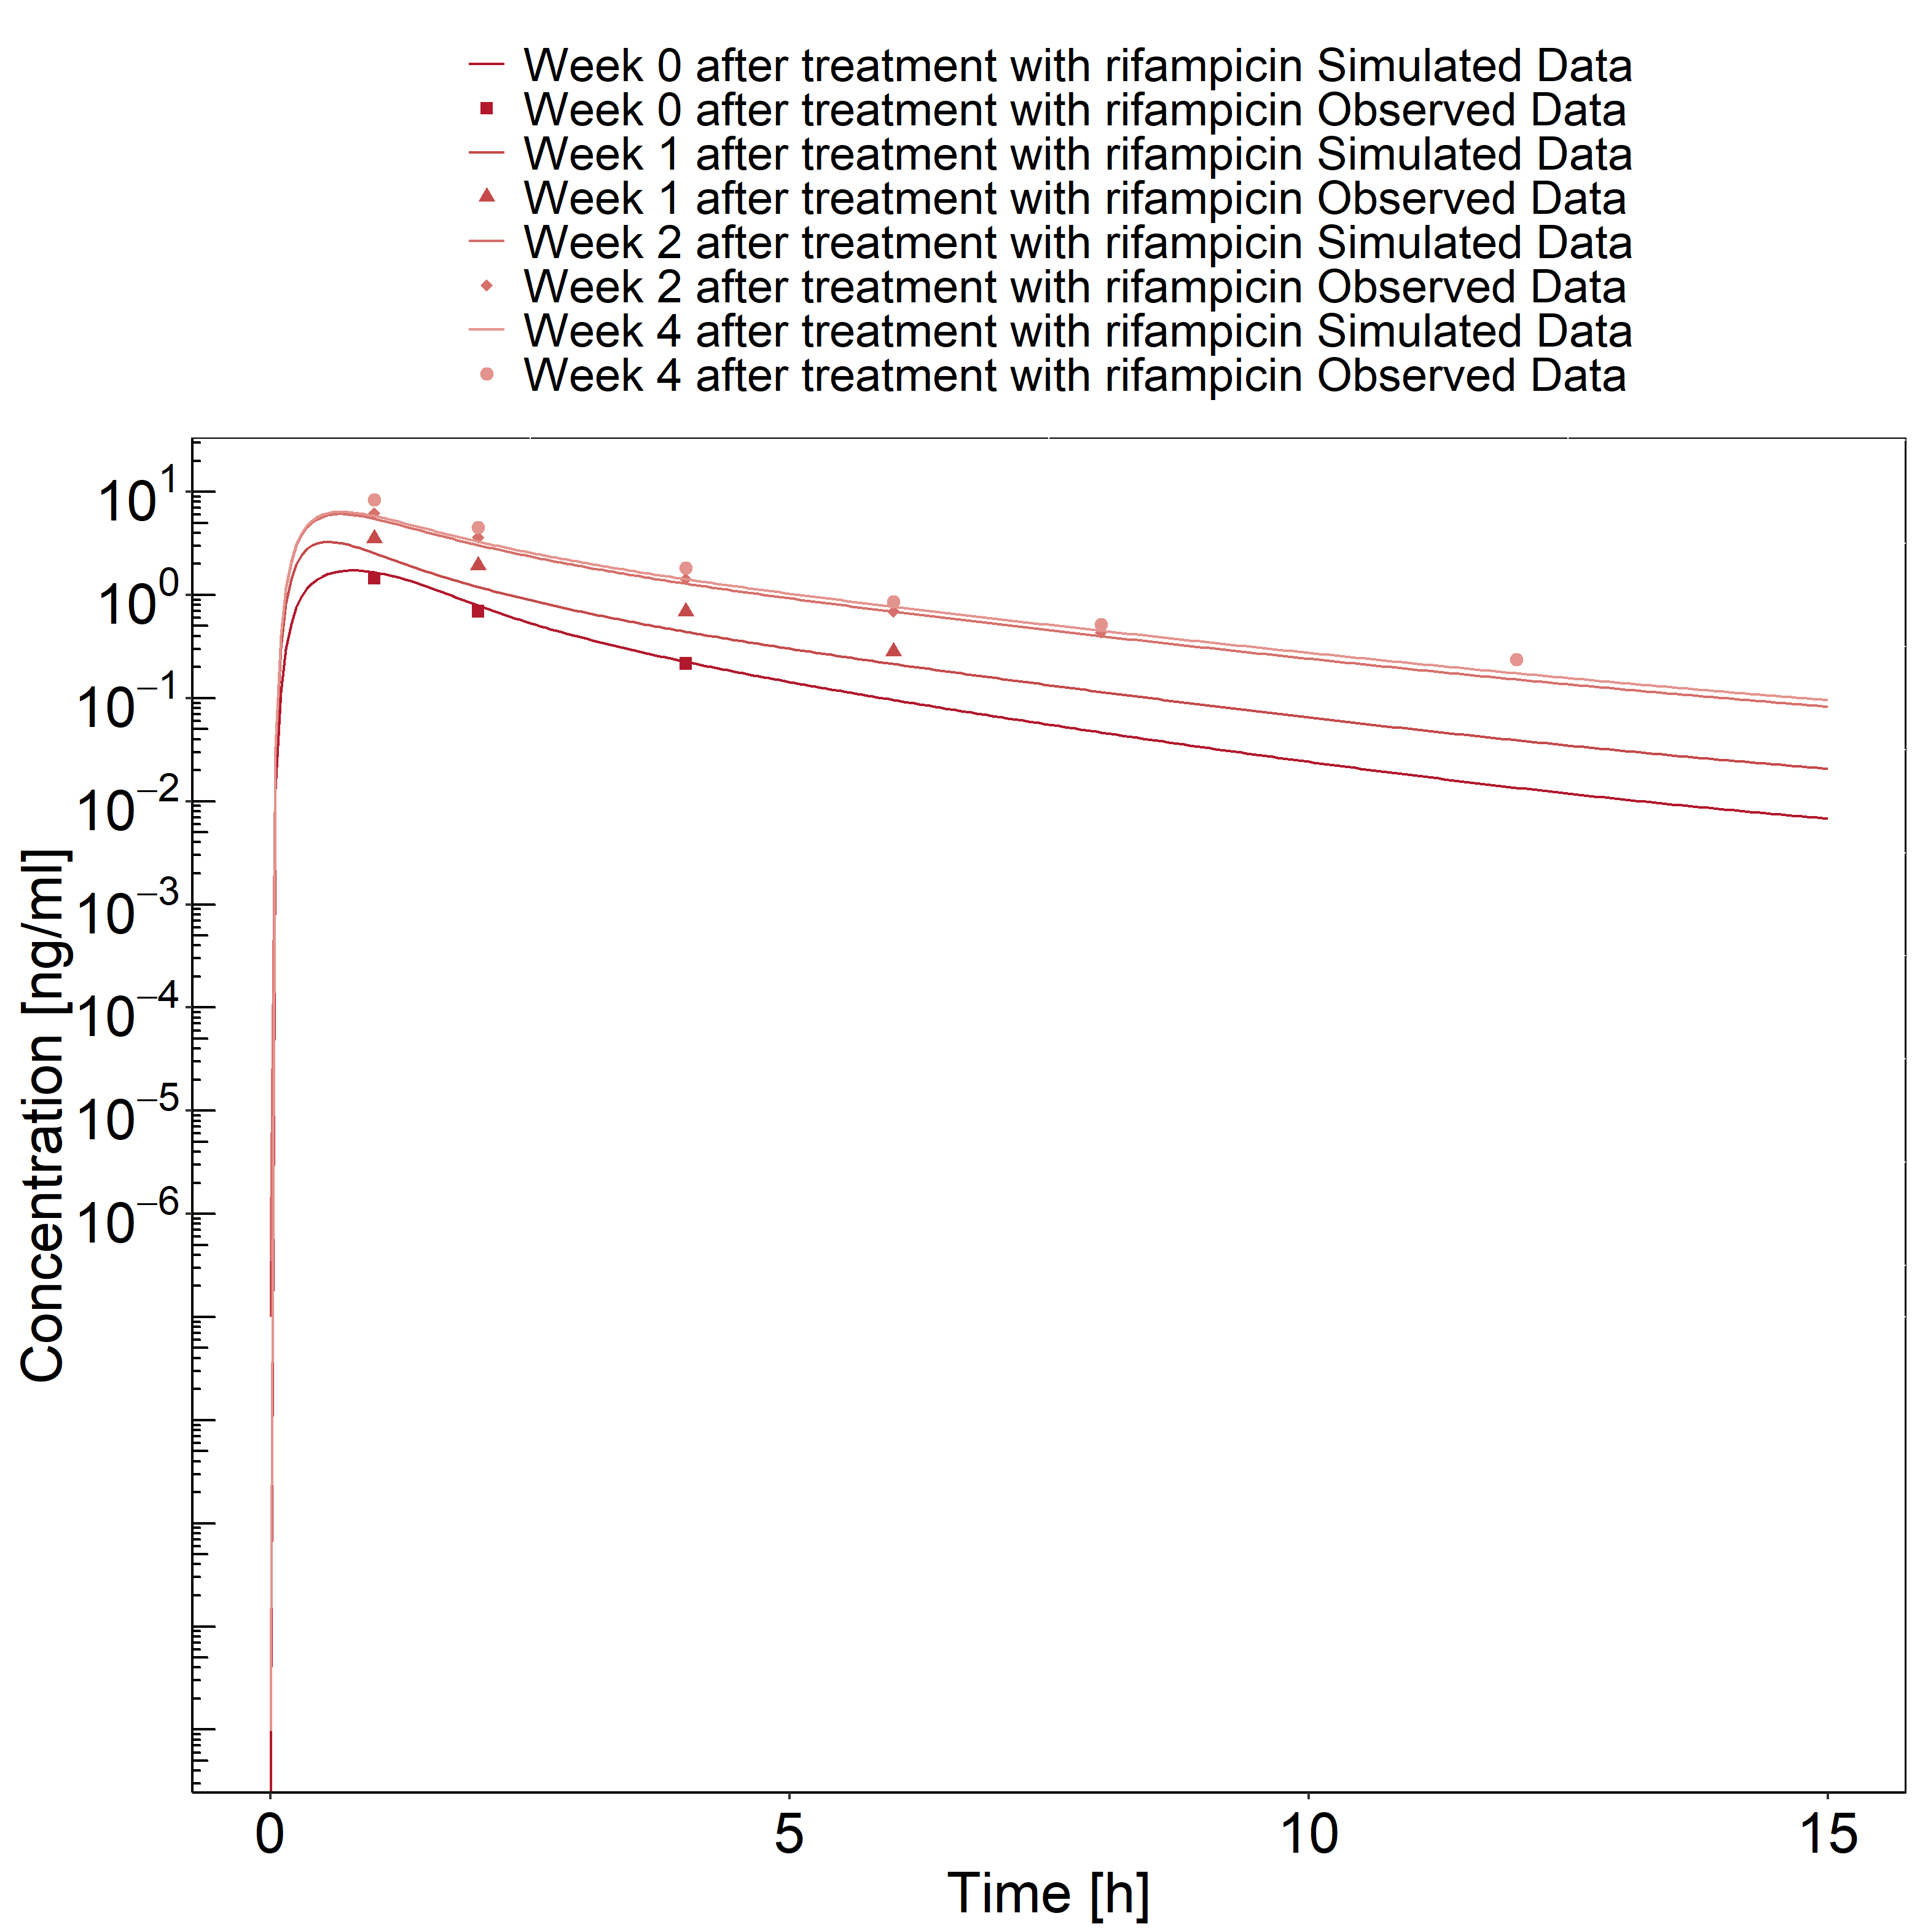 Week 0 after treatment with rifampicin Simulated Data
Week 0 after treatment with rifampicin Observed Data
Week 1 after treatment with rifampicin Simulated Data
Week 1 after treatment with rifampicin Observed Data
Week 2 after treatment with rifampicin Simulated Data
Week 2 after treatment with rifampicin Observed Data
Week 4 after treatment with rifampicin Simulated Data
Week 4 after treatment with rifampicin Observed Data
10^1
10^0
10^−1
10^−2
10^−3
10^−4
10^−5
10^−6
Concentration [ng/ml]
0 5 10 15
Time [h]